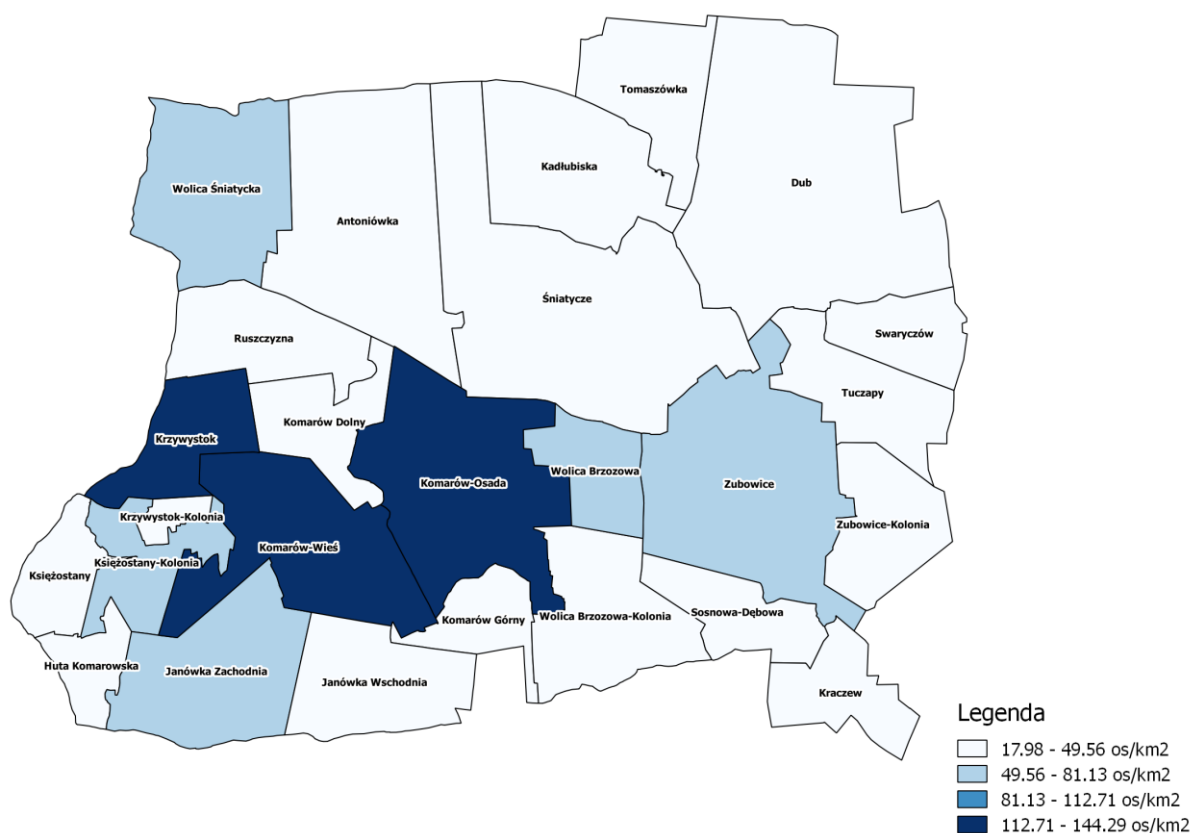 Tomaszówka
Kadłubiska
Dub
Wolica Śniatycka
Antoniówka
Śniatycze
Swaryczów
Ruszczyzna
Tuczapy
Komarów Dolny
Krzywystok
Wolica Brzozowa
Komarów-Osada
Zubowice
Krzywystok-Kolonia
Zubowice-Kolonia
Komarów-Wieś
Księżostany-Kolonia
Księżostany
Sosnowa-Dębowa
Komarów Górny
Wolica Brzozowa-Kolonia
Huta Komarowska
Janówka Zachodnia
Janówka Wschodnia
Kraczew
Legenda
17.98 - 49.56 os/km2
49.56 - 81.13 os/km2
81.13 - 112.71 os/km2
112.71 - 144.29 os/km2